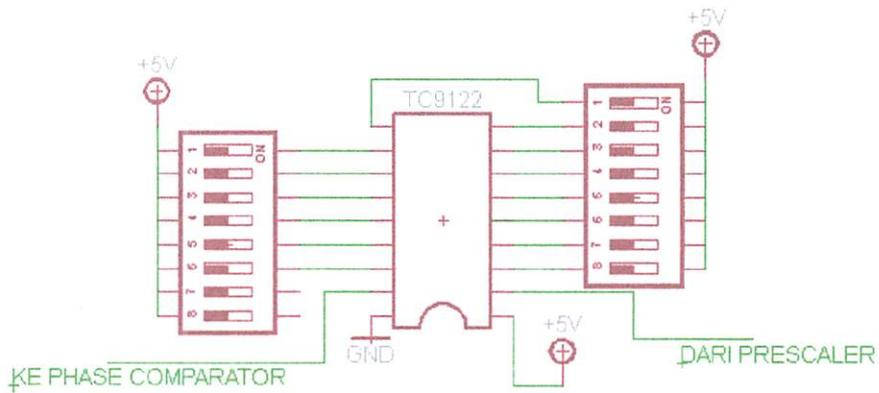 +5V
+5V
TC9122
ON
1
2
3
4
5
6
7
8
ON
1
2
3
4
5
6
7
8
GND
+5V
KE PHASE COMPARATOR
DARI PRESCALER